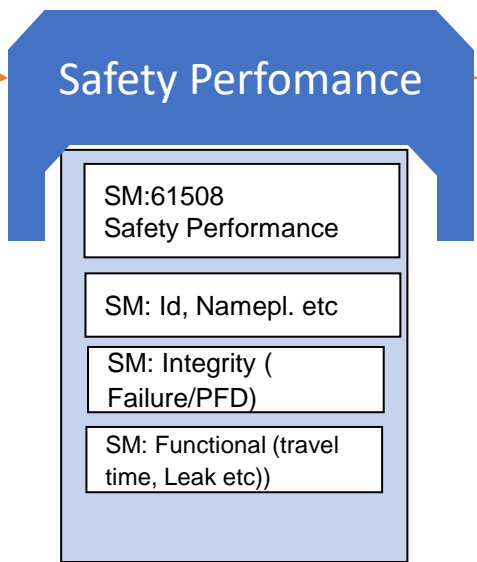 Safety Perfomance
SM:61508
Safety Performance
SM: Id, Namepl. etc
SM: Integrity (
Failure/PFD)
SM: Functional (travel
time, Leak etc))